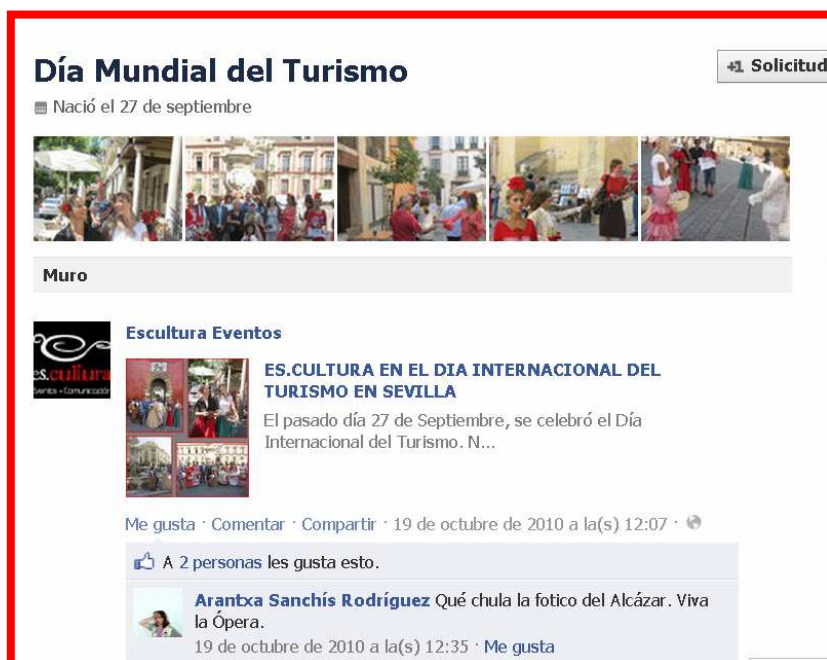 Día Mundial del Turismo
+1 Solicitud
Nació el 27 de septiembre
Muro
Escultura Eventos
es.cultura
Eventos + Comunicación
ES.CULTURA EN EL DIA INTERNACIONAL DEL
TURISMO EN SEVILLA
El pasado día 27 de Septiembre, se celebró el Día
Internacional del Turismo. N...
Me gusta · Comentar · Compartir · 19 de octubre de 2010 a la(s) 12:07 ·
A 2 personas les gusta esto.
Arantxa Sanchís Rodríguez Qué chula la fotico del Alcázar. Viva
la Ópera.
19 de octubre de 2010 a la(s) 12:35 · Me gusta